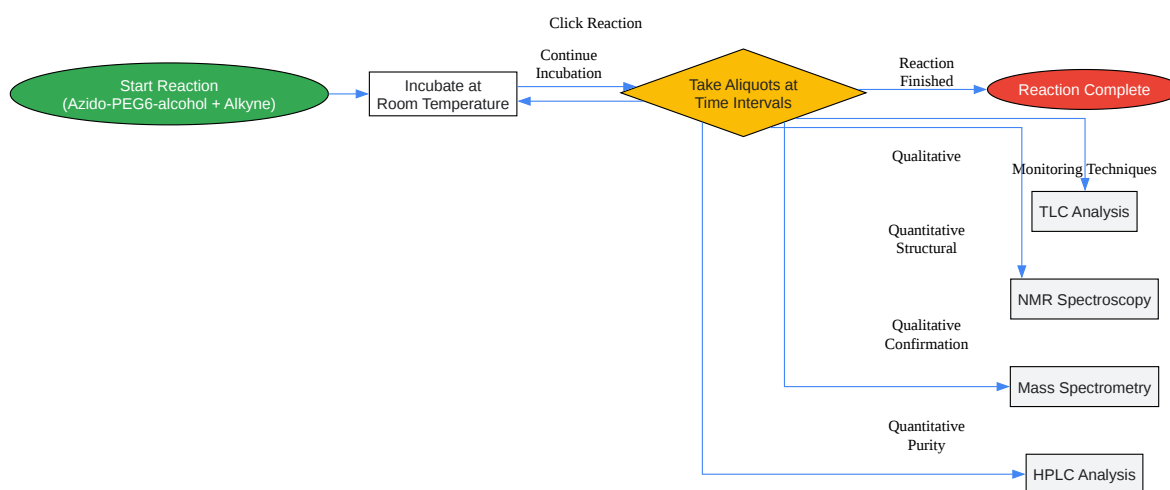 Click Reaction
Start Reaction
(Azido-PEG6-alcohol + Alkyne)
Incubate at
Room Temperature
Continue
Incubation
Take Aliquots at
Time Intervals
Reaction
Finished
Reaction Complete
Qualitative
Monitoring Techniques
TLC Analysis
Quantitative
Structural
NMR Spectroscopy
Qualitative
Confirmation
Mass Spectrometry
Quantitative
Purity
HPLC Analysis